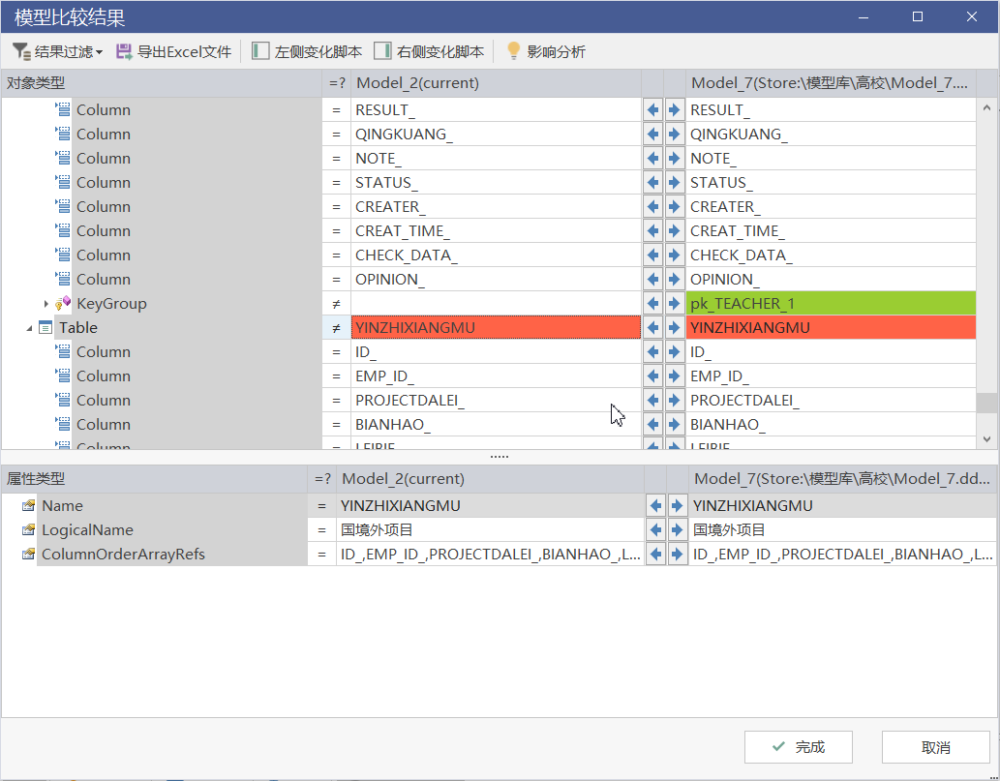 模型比较结果
结果过滤 导出Excel文件 左侧变化脚本 右侧变化脚本 影响分析
对象类型 =? Model_2(current) Model_7(Store:\模型库\高校\Model_7....
Column = RESULT_ RESULT_
Column = QINGKUANG_ QINGKUANG_
Column = NOTE_ NOTE_
Column = STATUS_ STATUS_
Column = CREATER_ CREATER_
Column = CREAT_TIME_ CREAT_TIME_
Column = CHECK_DATA_ CHECK_DATA_
Column = OPINION_ OPINION_
KeyGroup ≠ pk_TEACHER_1
Table ≠ YINZHIXIANGMU YINZHIXIANGMU
Column = ID_ ID_
Column = EMP_ID_ EMP_ID_
Column = PROJECTDALEI_ PROJECTDALEI_
Column = BIANHAO_ BIANHAO_
Column =
属性类型 =? Model_2(current) Model_7(Store:\模型库\高校\Model_7.dd...
Name = YINZHIXIANGMU YINZHIXIANGMU
LogicalName = 国境外项目 国境外项目
ColumnOrderArrayRefs = ID_,EMP_ID_,PROJECTDALEI_,BIANHAO_,L... ID_,EMP_ID_,PROJECTDALEI_,BIANHAO_,L...
完成 取消